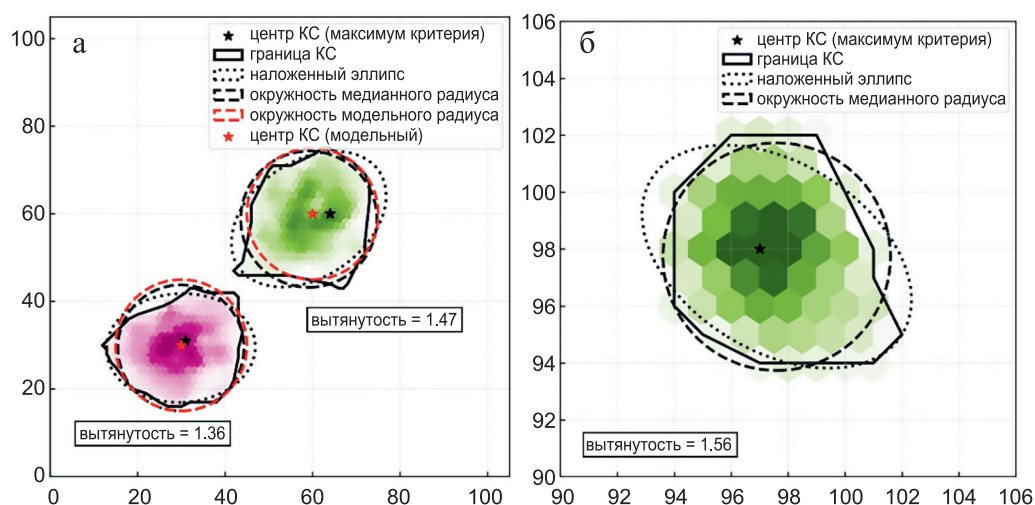 а
центр КС (максимум критерия)
граница КС
наложенный эллипс
окружность медианного радиуса
окружность модельного радиуса
центр КС (модельный)
вытянутость = 1.47
вытянутость = 1.36
100
80
60
40
20
0
0
20
40
60
80
100
б
центр КС (максимум критерия)
граница КС
наложенный эллипс
окружность медианного радиуса
вытянутость = 1.56
106
104
102
100
98
96
94
92
90
90
92
94
96
98
100
102
104
106